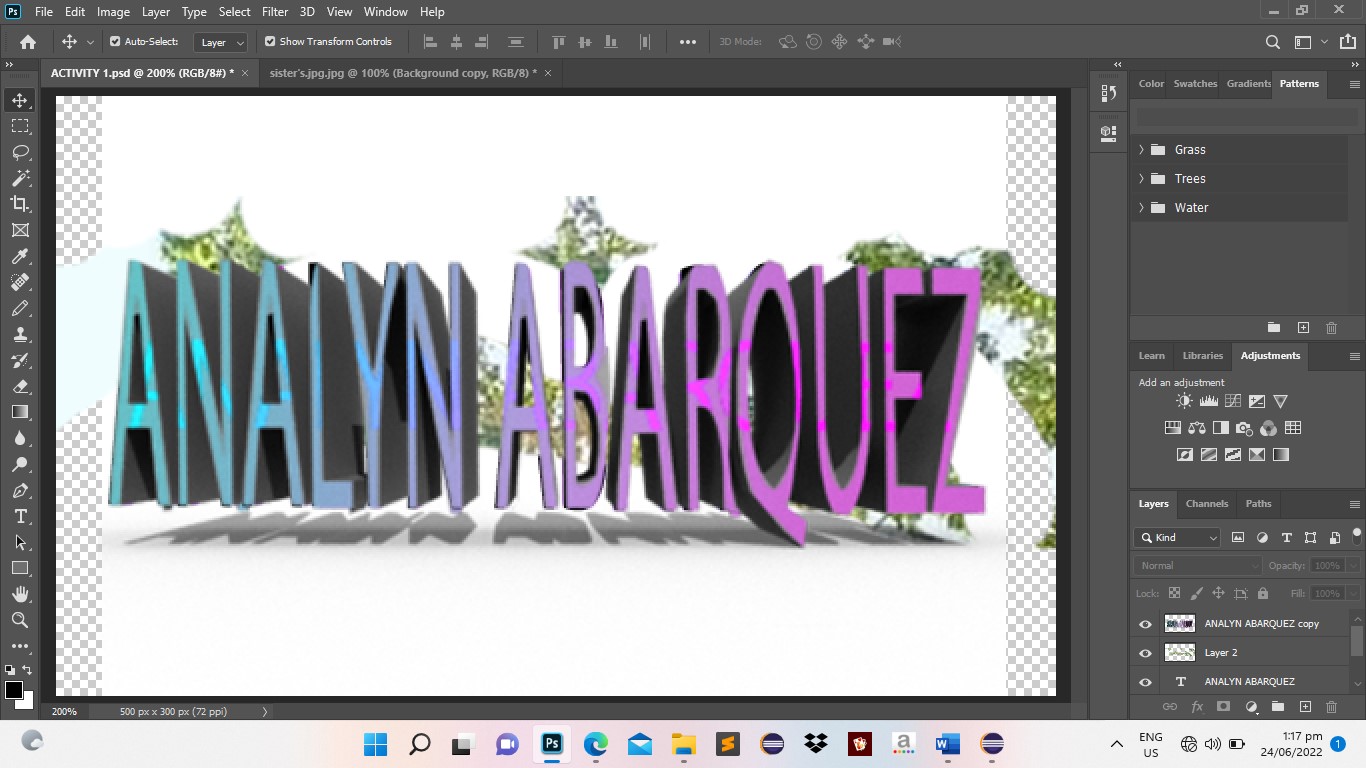 Ps File Edit Image Layer Type Select Filter 3D View Window Help
Auto-Select: Layer Show Transform Controls 3D Mode:
ACTIVITY 1.psd @ 200% (RGB/8#) * × sister's.jpg.jpg @ 100% (Background copy, RGB/8) * ×
Color Swatches Gradients Patterns
Grass
Trees
Water
ANALYN ABARQUEZ
Learn Libraries Adjustments
Add an adjustment
Layers Channels Paths
Kind
Normal Opacity: 100%
Lock: Fill: 100%
ANALYN ABARQUEZ copy
Layer 2
T ANALYN ABARQUEZ
fx
200% 500 px x 300 px (72 ppi)
Ps a W
ENG
US
1:17 pm
24/06/2022
1